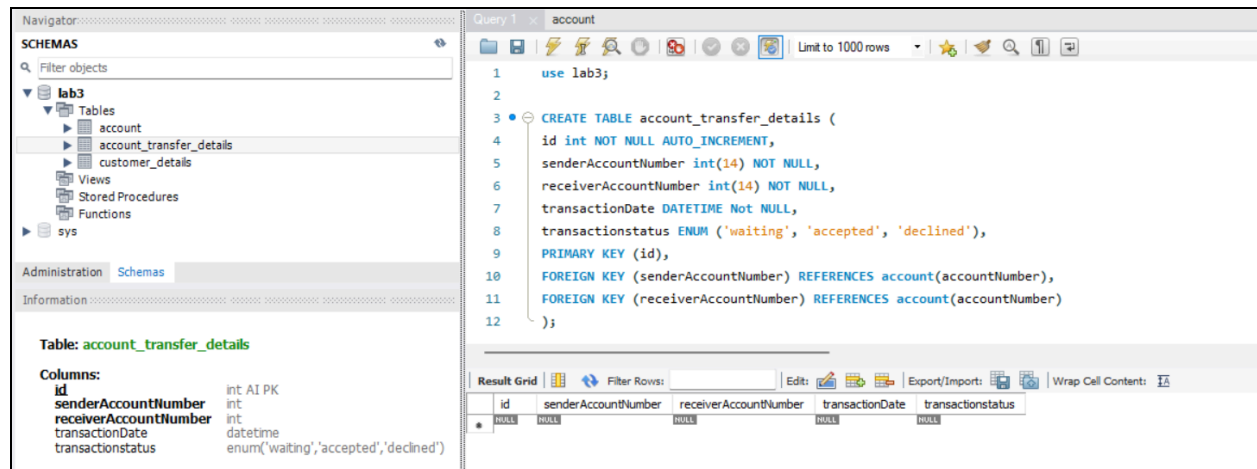 Navigator
SCHEMAS
Filter objects
lab3
Tables
account
account_transfer_details
customer_details
Views
Stored Procedures
Functions
sys
Administration Schemas
Information
Table: account_transfer_details
Columns:
id int AI PK
senderAccountNumber int
receiverAccountNumber int
transactionDate datetime
transactionstatus enum('waiting','accepted','declined')
Query 1 account
Limit to 1000 rows
1 use lab3;
2
3 CREATE TABLE account_transfer_details (
4 id int NOT NULL AUTO_INCREMENT,
5 senderAccountNumber int(14) NOT NULL,
6 receiverAccountNumber int(14) NOT NULL,
7 transactionDate DATETIME Not NULL,
8 transactionstatus ENUM ('waiting', 'accepted', 'declined'),
9 PRIMARY KEY (id),
10 FOREIGN KEY (senderAccountNumber) REFERENCES account(accountNumber),
11 FOREIGN KEY (receiverAccountNumber) REFERENCES account(accountNumber)
12 );
Result Grid Filter Rows: Edit: Export/Import: Wrap Cell Content: IA
id senderAccountNumber receiverAccountNumber transactionDate transactionstatus
NULL NULL NULL NULL NULL